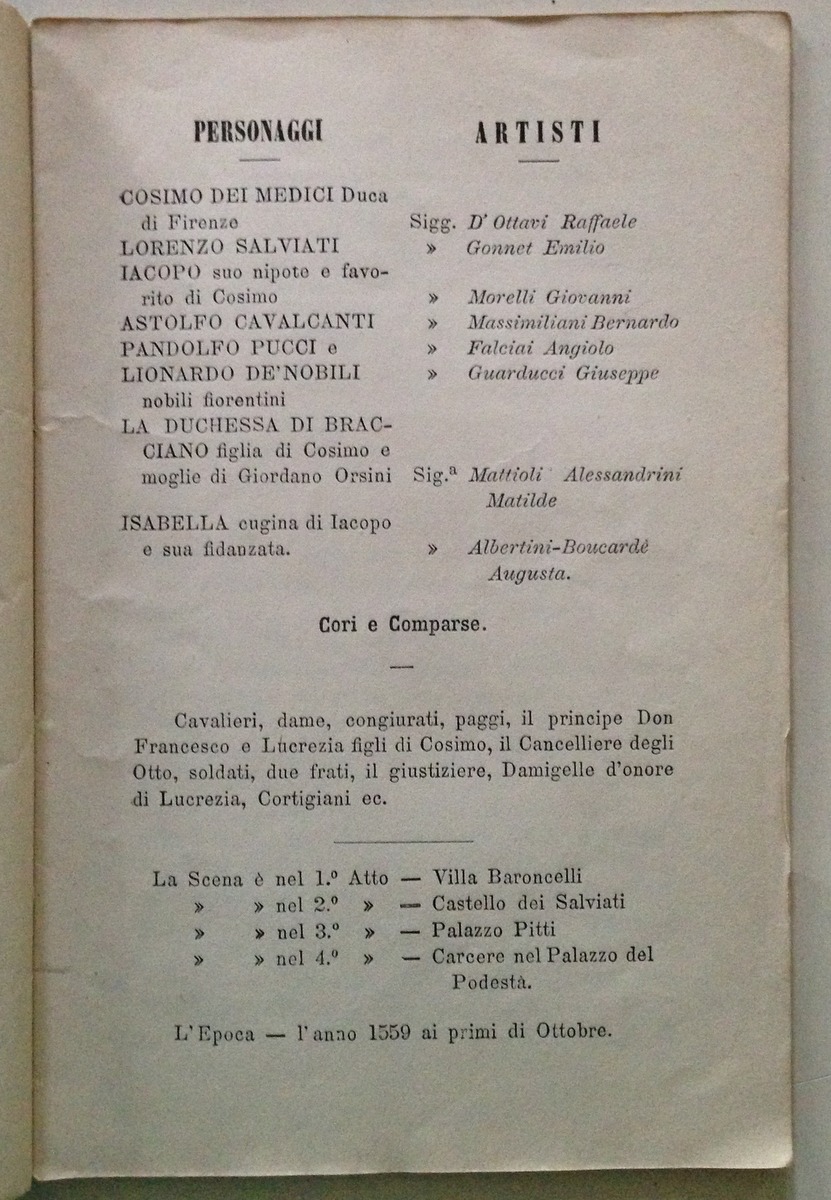 PERSONAGGI ARTISTI
COSIMO DEI MEDICI Duca
di Firenze Sigg. D' Ottavi Raffaele
LORENZO SALVIATI » Gonnet Emilio
IACOPO suo nipote e favo-
rito di Cosimo » Morelli Giovanni
ASTOLFO CAVALCANTI » Massimiliani Bernardo
PANDOLFO PUCCI e » Falciai Angiolo
LIONARDO DE'NOBILI » Guarducci Giuseppe
nobili fiorentini
LA DUCHESSA DI BRAC-
CIANO figlia di Cosimo e
moglie di Giordano Orsini Sig.ª Mattioli Alessandrini
Matilde
ISABELLA cugina di Iacopo
e sua fidanzata. » Albertini-Boucardè
Augusta.
Cori e Comparse.
Cavalieri, dame, congiurati, paggi, il principe Don
Francesco e Lucrezia figli di Cosimo, il Cancelliere degli
Otto, soldati, due frati, il giustiziere, Damigelle d'onore
di Lucrezia, Cortigiani ec.
La Scena è nel 1.º Atto — Villa Baroncelli
» » nel 2.º » — Castello dei Salviati
» » nel 3.º » — Palazzo Pitti
» » nel 4.º » — Carcere nel Palazzo del
Podestà.
L'Epoca — l'anno 1559 ai primi di Ottobre.